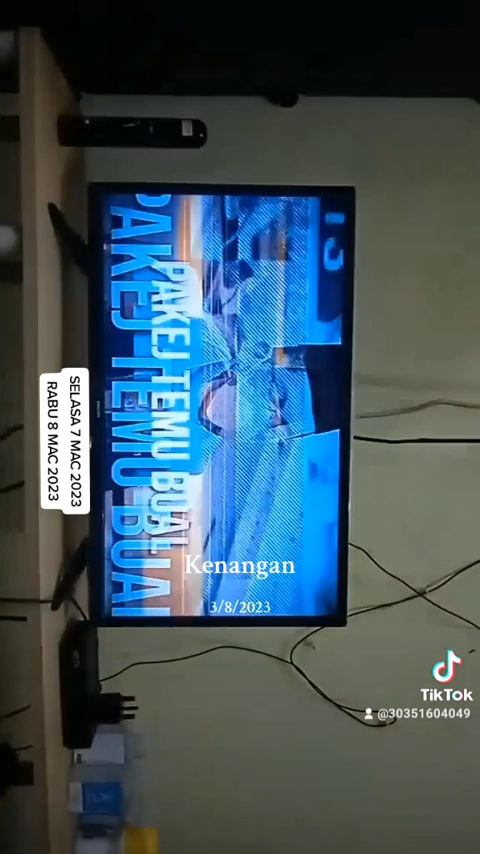 PAKEJ TEMU BUAL
PAKEJ TEMU BUAL
13
SELASA 7 MAC 2023
RABU 8 MAC 2023
Kenangan
3/8/2023
TikTok
@30351604049